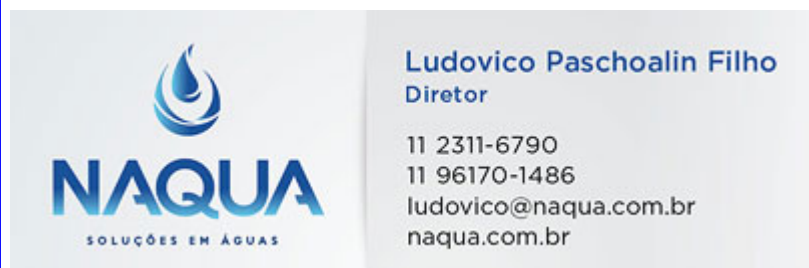 NAQUA
SOLUÇÕES EM ÁGUAS
Ludovico Paschoalin Filho
Diretor
11 2311-6790
11 96170-1486
ludovico@naqua.com.br
naqua.com.br